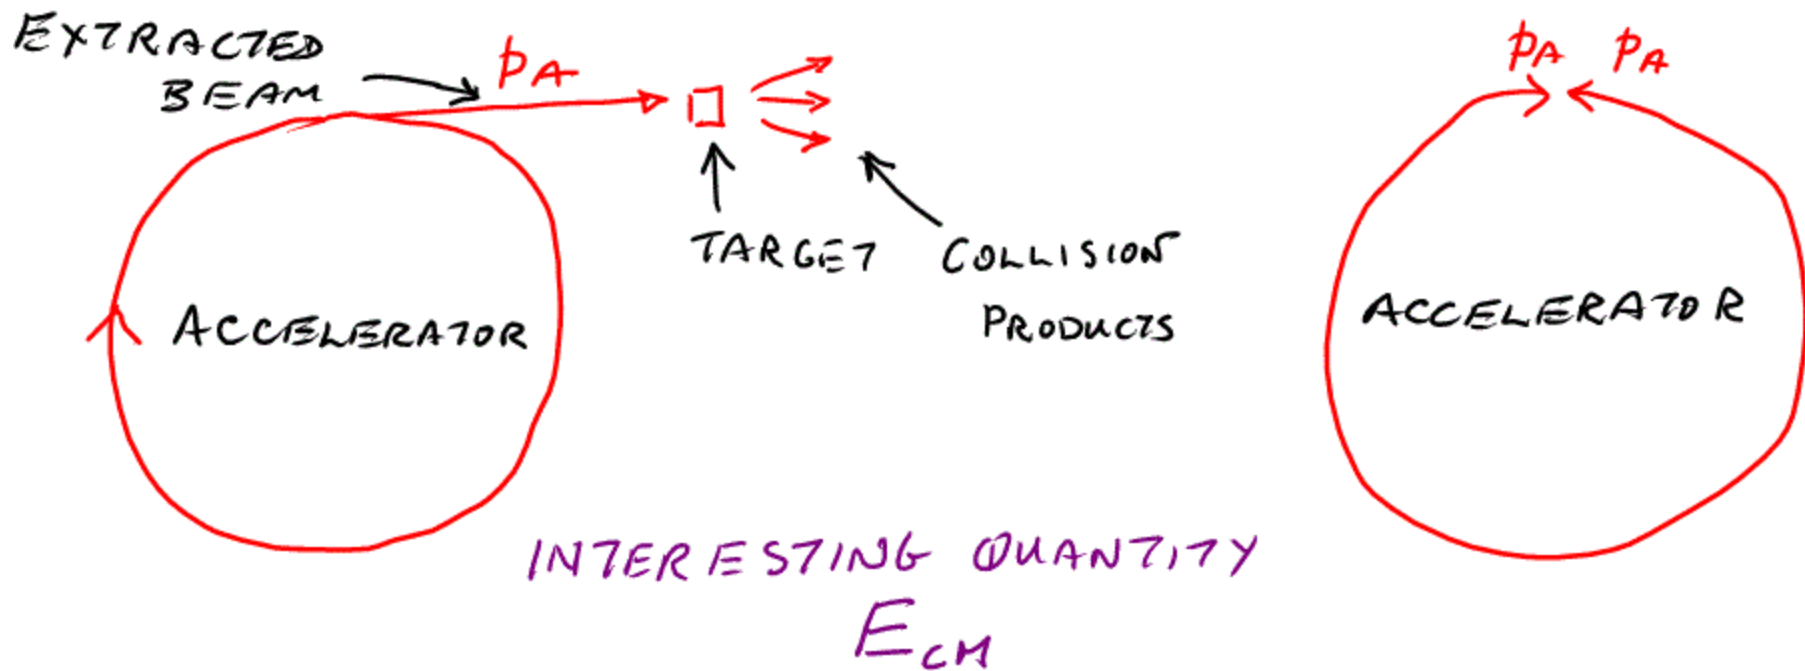 EXTRACTED
BEAM
pA
TARGET
COLLISION
PRODUCTS
ACCELERATOR
pA pA
ACCELERATOR
INTERESTING QUANTITY
ECM